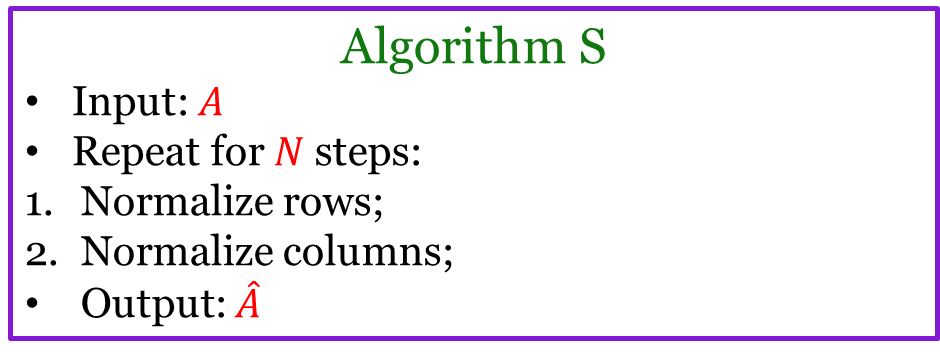 Algorithm S
• Input: A
• Repeat for N steps:
1. Normalize rows;
2. Normalize columns;
• Output: Â